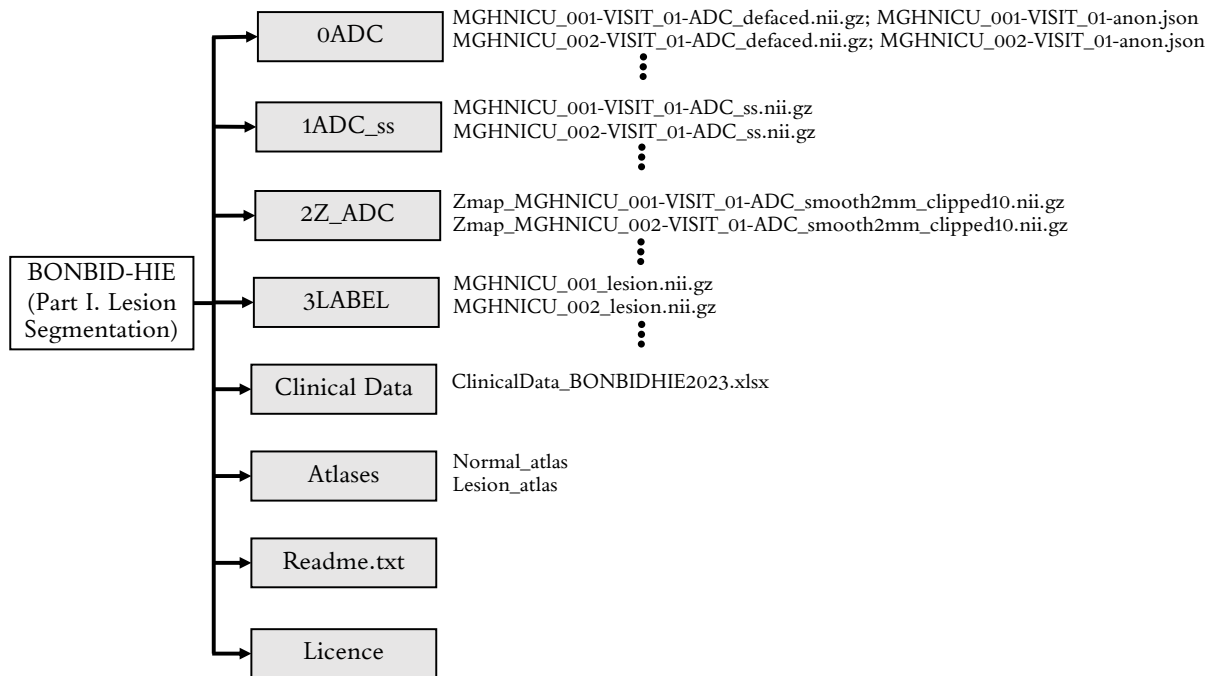 0ADC
MGHNICU_001-VISIT_01-ADC_defaced.nii.gz; MGHNICU_001-VISIT_01-anon.json
MGHNICU_002-VISIT_01-ADC_defaced.nii.gz; MGHNICU_002-VISIT_01-anon.json
1ADC_ss
MGHNICU_001-VISIT_01-ADC_ss.nii.gz
MGHNICU_002-VISIT_01-ADC_ss.nii.gz
2Z_ADC
Zmap_MGHNICU_001-VISIT_01-ADC_smooth2mm_clipped10.nii.gz
Zmap_MGHNICU_002-VISIT_01-ADC_smooth2mm_clipped10.nii.gz
BONBID-HIE
(Part I. Lesion
Segmentation)
3LABEL
MGHNICU_001_lesion.nii.gz
MGHNICU_002_lesion.nii.gz
Clinical Data
ClinicalData_BONBIDHIE2023.xlsx
Atlases
Normal_atlas
Lesion_atlas
Readme.txt
Licence